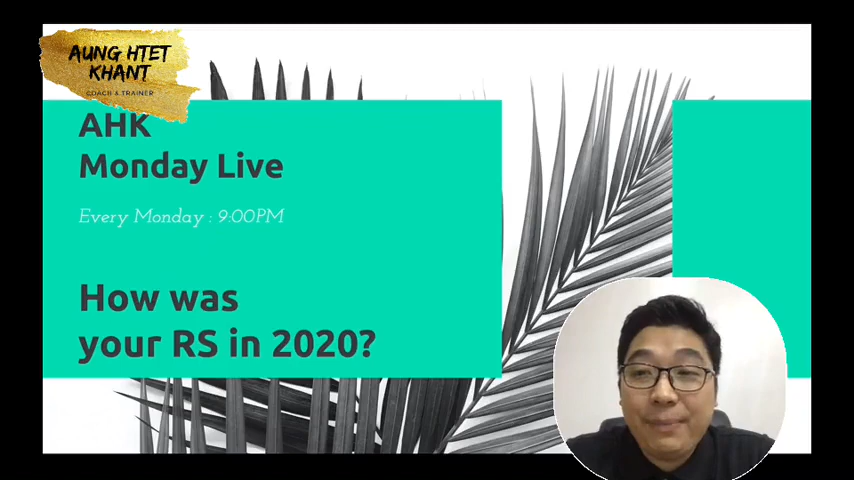 AUNG HTET
KHANT
COACH & TRAINER
AHK
Monday Live
Every Monday : 9:00PM
How was
your RS in 2020?